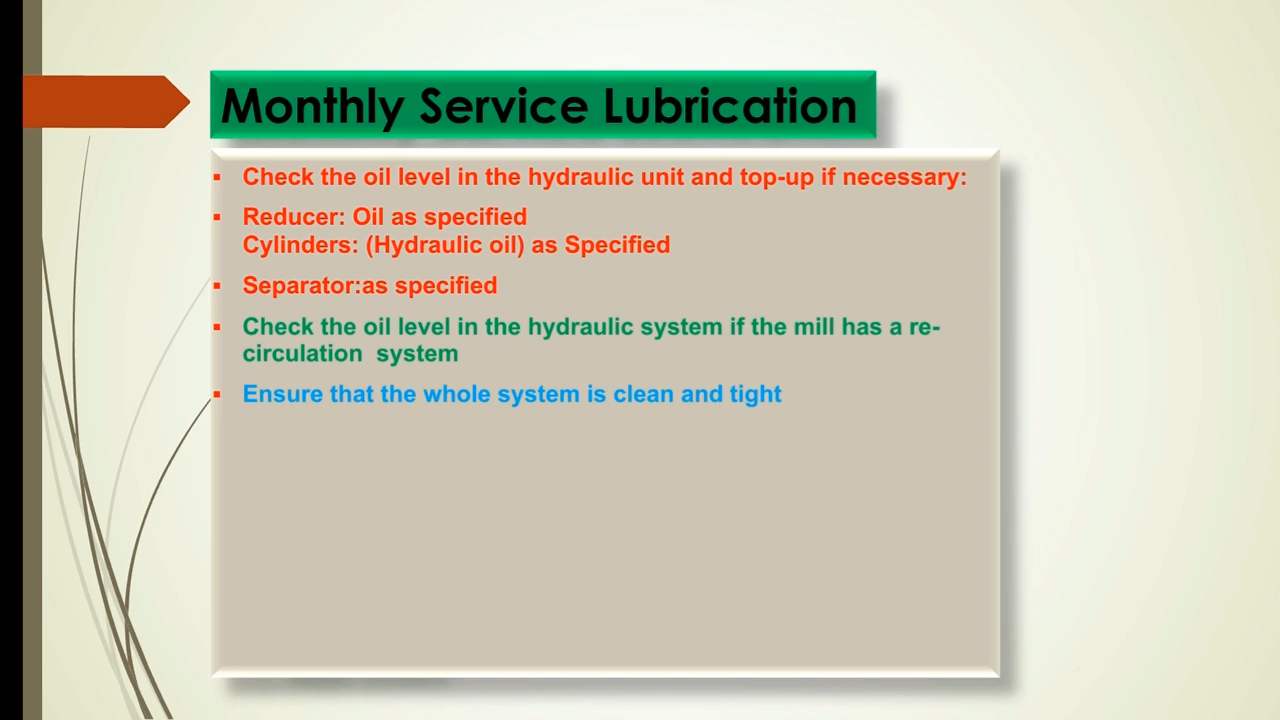 Monthly Service Lubrication
▪ Check the oil level in the hydraulic unit and top-up if necessary:
▪ Reducer: Oil as specified
Cylinders: (Hydraulic oil) as Specified
▪ Separator:as specified
▪ Check the oil level in the hydraulic system if the mill has a re-
circulation  system
▪ Ensure that the whole system is clean and tight